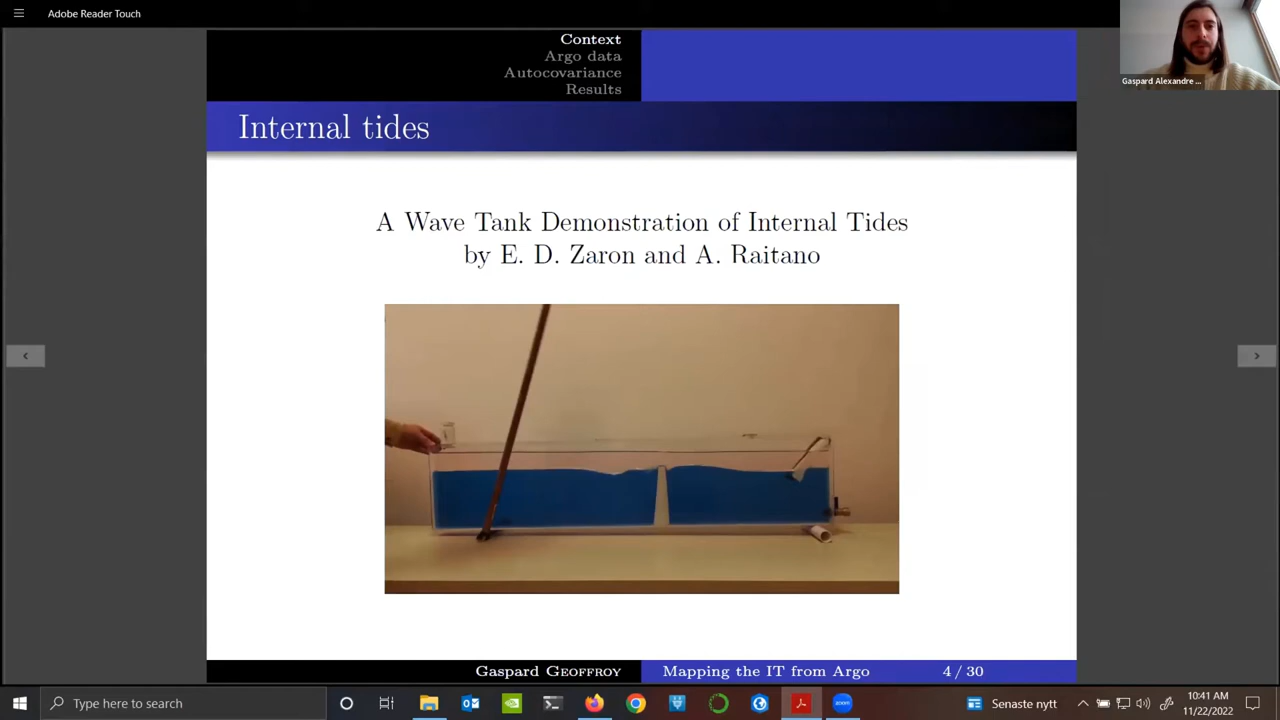 Adobe Reader Touch
Context
Argo data
Autocovariance
Results
Internal tides
A Wave Tank Demonstration of Internal Tides
by E. D. Zaron and A. Raitano
Gaspard Alexandre ...
Gaspard Geoffroy
Mapping the IT from Argo
4 / 30
Type here to search
zoom
Senaste nytt
10:41 AM
11/22/2022